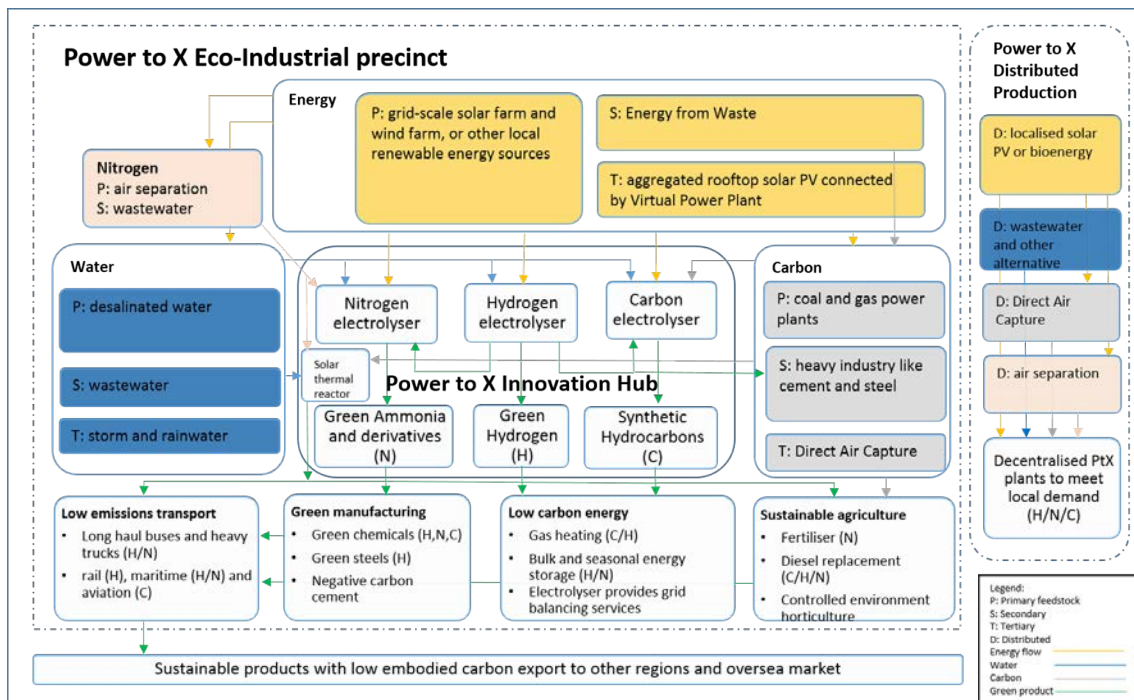 Power to X Eco-Industrial precinct
Energy
P: grid-scale solar farm and
wind farm, or other local
renewable energy sources
S: Energy from Waste
T: aggregated rooftop solar PV connected
by Virtual Power Plant
Nitrogen
P: air separation
S: wastewater
Water
P: desalinated water
S: wastewater
T: storm and rainwater
Nitrogen
electrolyser
Hydrogen
electrolyser
Carbon
electrolyser
Solar
thermal
reactor
Power to X Innovation Hub
Green Ammonia
and derivatives
(N)
Green
Hydrogen
(H)
Synthetic
Hydrocarbons
(C)
Carbon
P: coal and gas power
plants
S: heavy industry like
cement and steel
T: Direct Air Capture
Low emissions transport
• Long haul buses and heavy
trucks (H/N)
• rail (H), maritime (H/N) and
aviation (C)
Green manufacturing
• Green chemicals (H,N,C)
• Green steels (H)
• Negative carbon
cement
Low carbon energy
• Gas heating (C/H)
• Bulk and seasonal energy
storage (H/N)
• Electrolyser provides grid
balancing services
Sustainable agriculture
• Fertiliser (N)
• Diesel replacement
(C/H/N)
• Controlled environment
horticulture
Sustainable products with low embodied carbon export to other regions and oversea market
Power to X
Distributed
Production
D: localised solar
PV or bioenergy
D: wastewater
and other
alternative
D: Direct Air
Capture
D: air separation
Decentralised PtX
plants to meet
local demand
(H/N/C)
Legend:
P: Primary feedstock
S: Secondary
T: Tertiary
D: Distributed
Energy flow
Water
Carbon
Green product